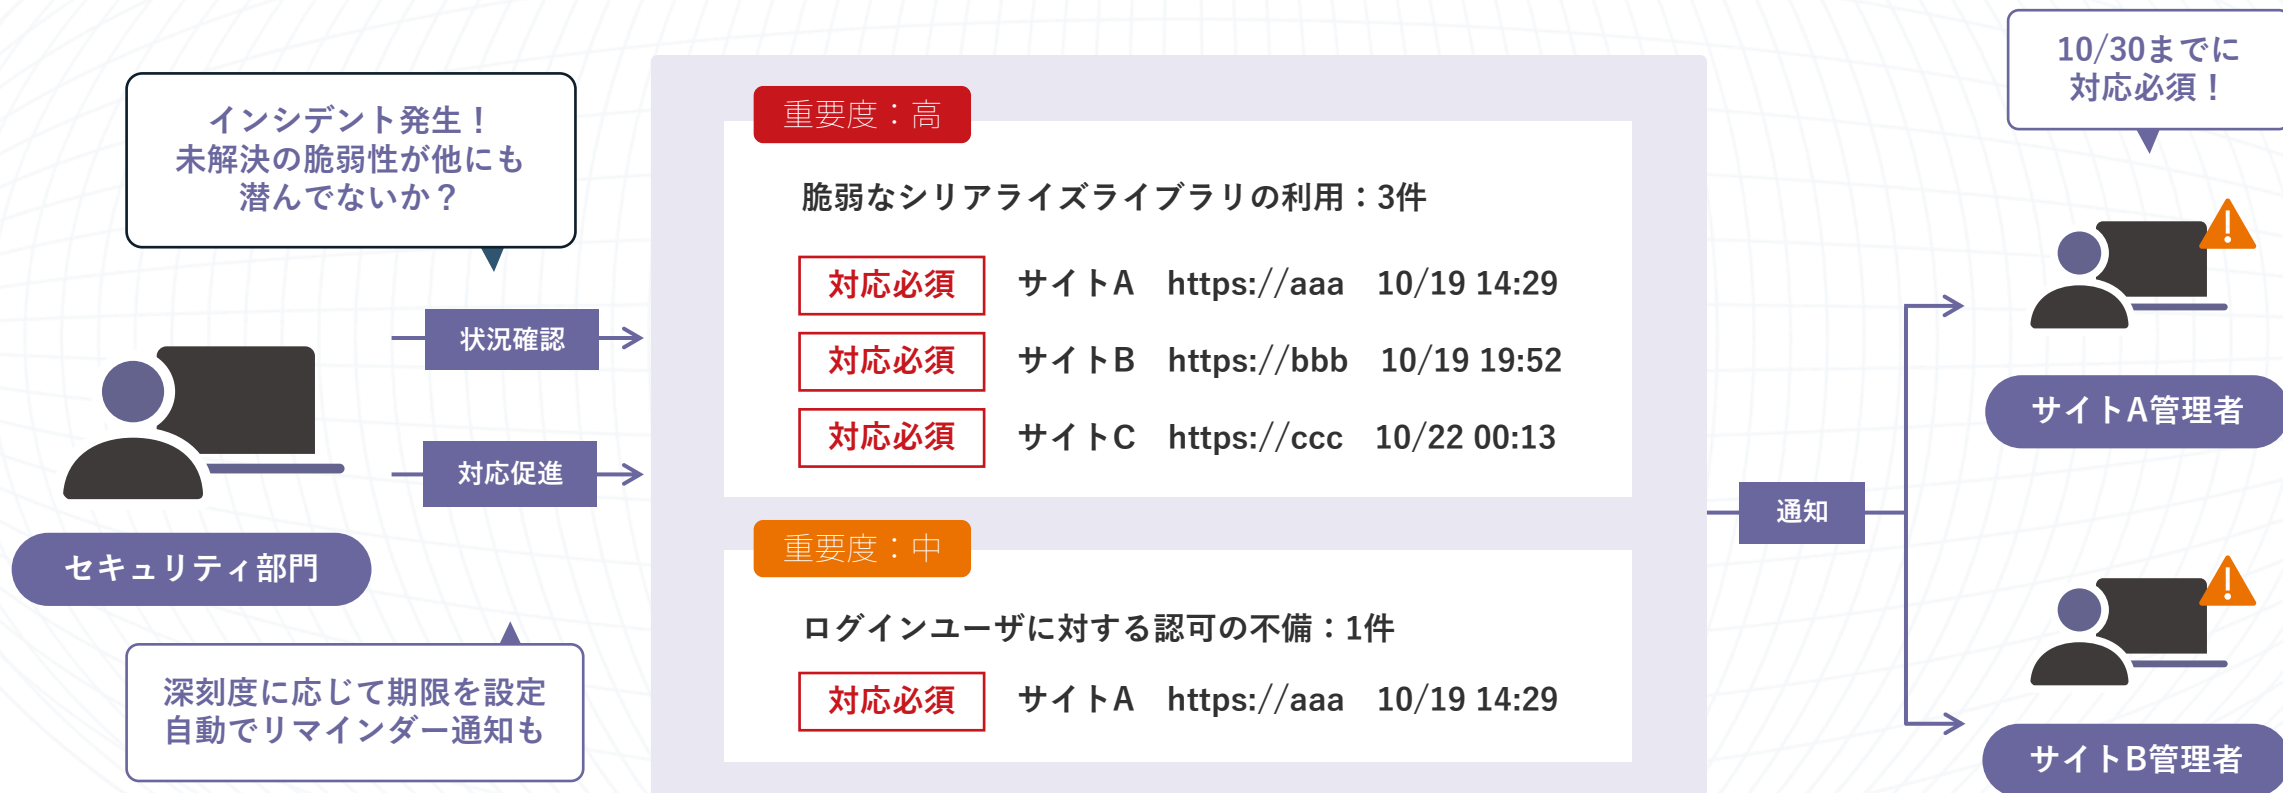 インシデント発生！
未解決の脆弱性が他にも
潜んでないか？
状況確認
対応促進
セキュリティ部門
深刻度に応じて期限を設定
自動でリマインダー通知も
重要度：高
脆弱なシリアライズライブラリの利用：3件
対応必須 サイトA https://aaa 10/19 14:29
対応必須 サイトB https://bbb 10/19 19:52
対応必須 サイトC https://ccc 10/22 00:13
重要度：中
ログインユーザに対する認可の不備：1件
対応必須 サイトA https://aaa 10/19 14:29
通知
10/30までに
対応必須！
サイトA管理者
サイトB管理者